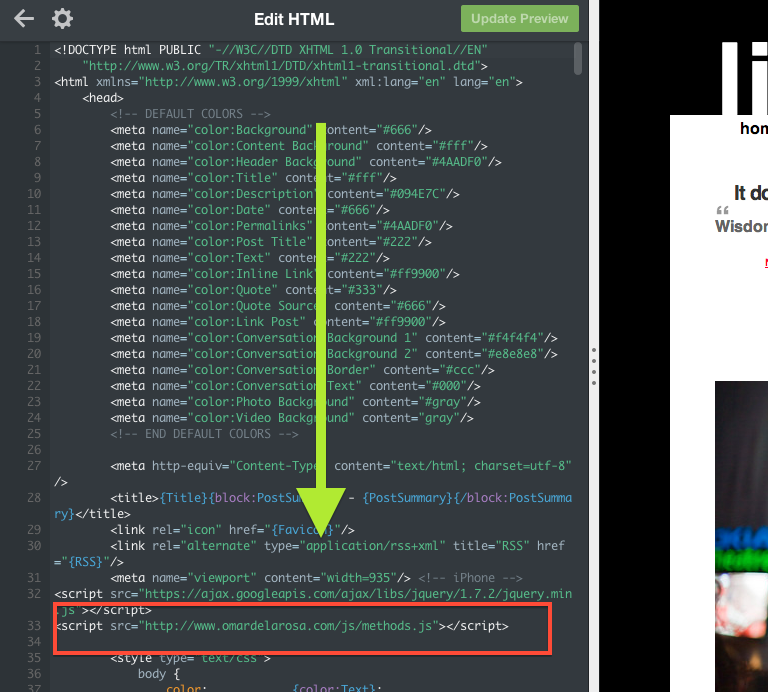 Edit HTML
Update Preview
1 <!DOCTYPE html PUBLIC "-//W3C//DTD XHTML 1.0 Transitional//EN"
2 "http://www.w3.org/TR/xhtml1/DTD/xhtml1-transitional.dtd">
3 <html xmlns="http://www.w3.org/1999/xhtml" xml:lang="en" lang="en">
4 <head>
5 <!-- DEFAULT COLORS -->
6 <meta name="color:Background" content="#666"/>
7 <meta name="color:Content Background" content="#fff"/>
8 <meta name="color:Header Background" content="#4AADF0"/>
9 <meta name="color:Title" content="#fff"/>
10 <meta name="color:Description" content="#094E7C"/>
11 <meta name="color:Date" content="#666"/>
12 <meta name="color:Permalinks" content="#4AADF0"/>
13 <meta name="color:Post Title" content="#222"/>
14 <meta name="color:Text" content="#222"/>
15 <meta name="color:Inline Link" content="#ff9900"/>
16 <meta name="color:Quote" content="#333"/>
17 <meta name="color:Quote Source" content="#666"/>
18 <meta name="color:Link Post" content="#ff9900"/>
19 <meta name="color:Conversation Background 1" content="#f4f4f4"/>
20 <meta name="color:Conversation Background 2" content="#e8e8e8"/>
21 <meta name="color:Conversation Border" content="#ccc"/>
22 <meta name="color:Conversation Text" content="#000"/>
23 <meta name="color:Photo Background" content="#gray"/>
24 <meta name="color:Video Background" content="gray"/>
25 <!-- END DEFAULT COLORS -->
26
27 <meta http-equiv="Content-Type" content="text/html; charset=utf-8"
/>
28 <title>{Title}{block:PostSummary} - {PostSummary}{/block:PostSumma
ry}</title>
29 <link rel="icon" href="{Favicon}"/>
30 <link rel="alternate" type="application/rss+xml" title="RSS" href
="{RSS}"/>
31 <meta name="viewport" content="width=935"/> <!-- iPhone -->
32 <script src="https://ajax.googleapis.com/ajax/libs/jquery/1.7.2/jquery.min
.js"></script>
33 <script src="http://www.omardelarosa.com/js/methods.js"></script>
34
35 <style type="text/css">
36 body {
37 color: {color:Text};
li
hom
It do
“
Wisdor